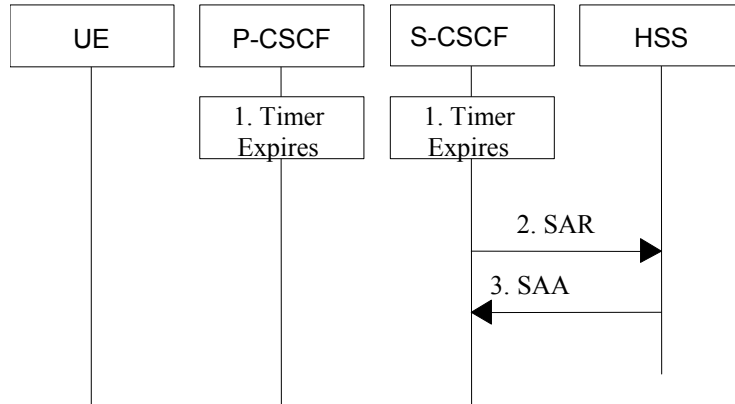 UE
P-CSCF
S-CSCF
HSS
1. Timer
Expires
1. Timer
Expires
2. SAR
3. SAA